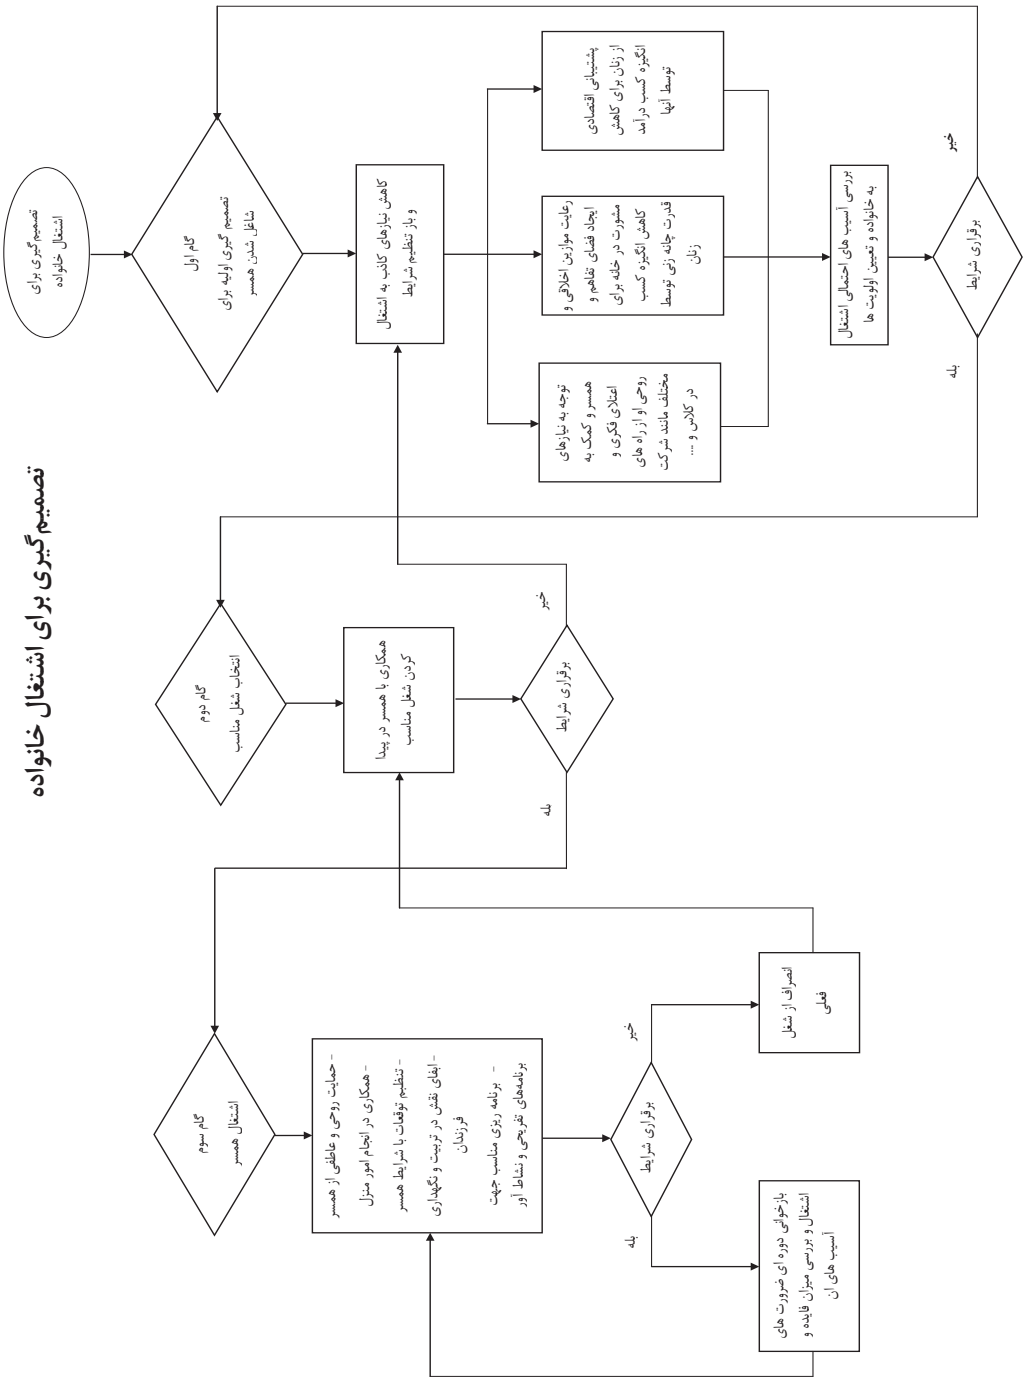 تصمیم‌گیری برای اشتغال خانواده
تصمیم‌گیری برای
اشتغال خانواده
گام اول
تصمیم گیری اولیه برای
شاغل شدن همسر
کاهش نیازهای کاذب به اشتغال
و باز تنظیم شرایط
پشتیبانی اقتصادی
از زنان برای کاهش
انگیزه کسب درآمد
توسط آنها
رعایت موازین اخلاقی و
ایجاد فضای تفاهم و
مشورت در خانه برای
کاهش انگیزه کسب
قدرت چانه زنی توسط
زنان
توجه به نیازهای
همسر و کمک به
اعتلای فکری و
روحی او از راه های
مختلف مانند شرکت
در کلاس و ...
بررسی آسیب های احتمالی اشتغال
به خانواده و تعیین اولویت ها
برقراری شرایط
خیر
بله
گام دوم
انتخاب شغل مناسب
همکاری با همسر در پیدا
کردن شغل مناسب
برقراری شرایط
خیر
بله
گام سوم
اشتغال همسر
- حمایت روحی و عاطفی از همسر
- همکاری در انجام امور منزل
- تنظیم توقعات با شرایط همسر
- ایفای نقش در تربیت و نگهداری
فرزندان
- برنامه ریزی مناسب جهت
برنامه‌های تفریحی و نشاط آور
برقراری شرایط
خیر
بله
انصراف از شغل
فعلی
بازخوانی دوره ای ضرورت های
اشتغال و بررسی میزان فایده و
آسیب های ان